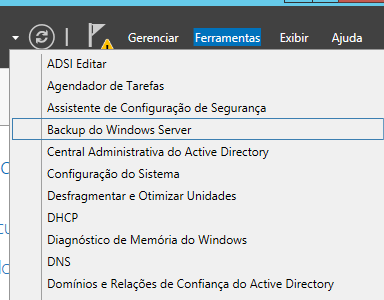 Gerenciar Ferramentas Exibir Ajuda
ADSI Editar
Agendador de Tarefas
Assistente de Configuração de Segurança
Backup do Windows Server
Central Administrativa do Active Directory
Configuração do Sistema
Desfragmentar e Otimizar Unidades
DHCP
Diagnóstico de Memória do Windows
DNS
Domínios e Relações de Confiança do Active Directory